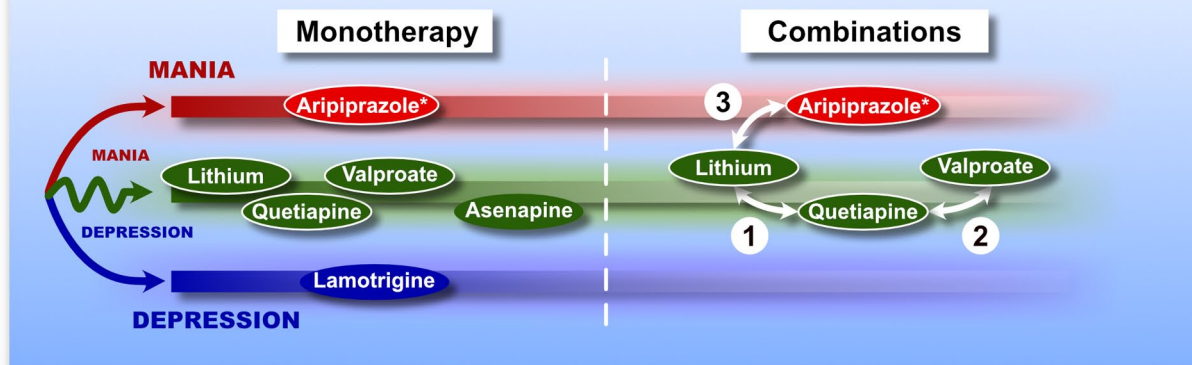 Monotherapy
Combinations
MANIA
Aripiprazole*
3
Aripiprazole*
MANIA
Lithium
Valproate
Lithium
Valproate
Quetiapine
Asenapine
Quetiapine
DEPRESSION
1
2
Lamotrigine
DEPRESSION